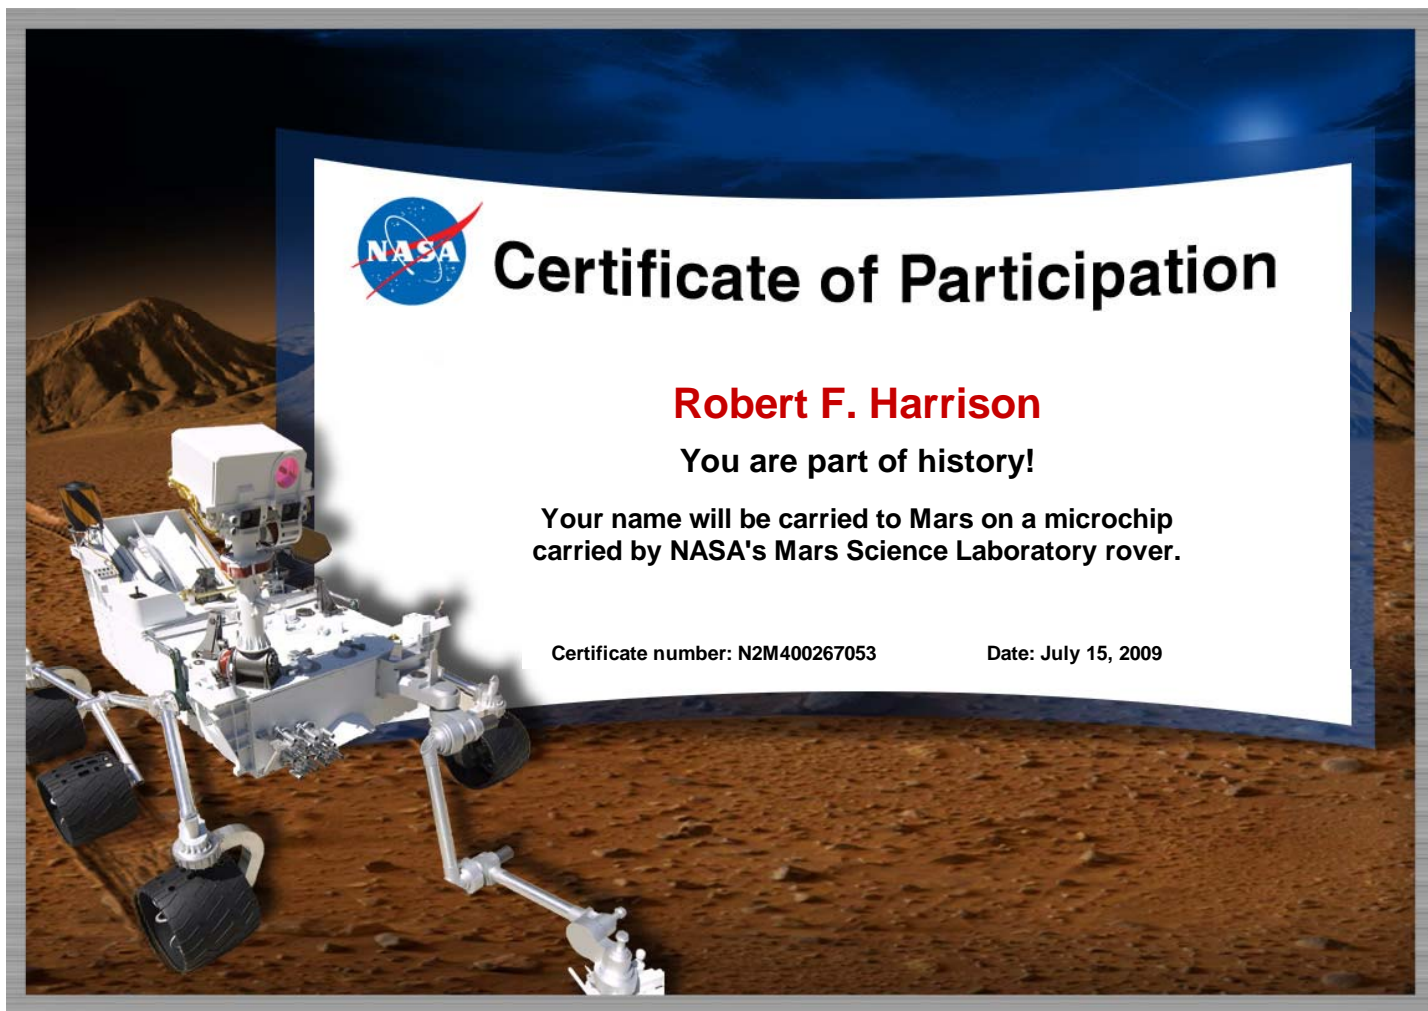 NASA
Certificate of Participation
Robert F. Harrison
You are part of history!
Your name will be carried to Mars on a microchip
carried by NASA's Mars Science Laboratory rover.
Certificate number: N2M400267053 Date: July 15, 2009